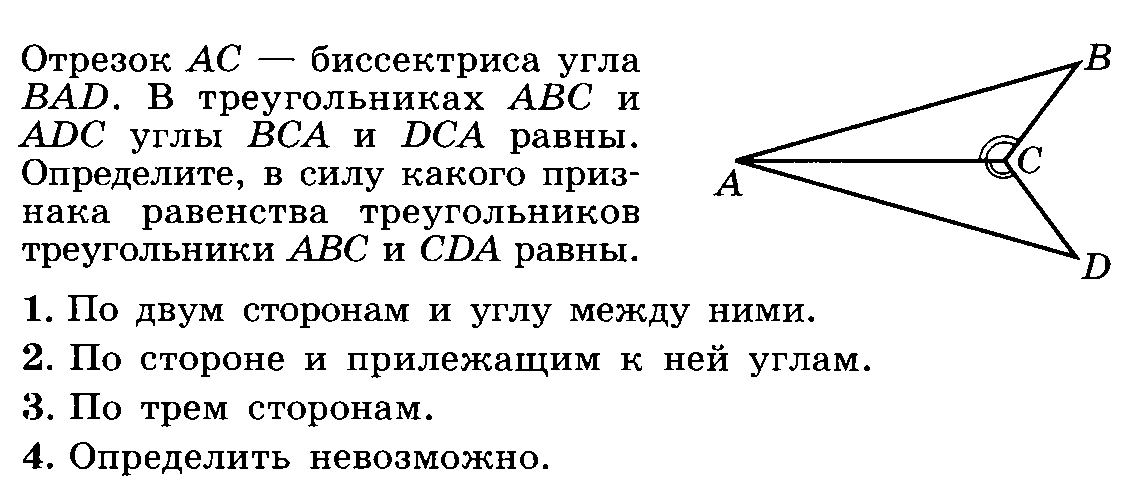 Отрезок AC — биссектриса угла
BAD. В треугольниках ABC и
ADC углы BCA и DCA равны.
Определите, в силу какого приз-
нака равенства треугольников
треугольники ABC и CDA равны.
1. По двум сторонам и углу между ними.
2. По стороне и прилежащим к ней углам.
3. По трем сторонам.
4. Определить невозможно.
B
A
C
D